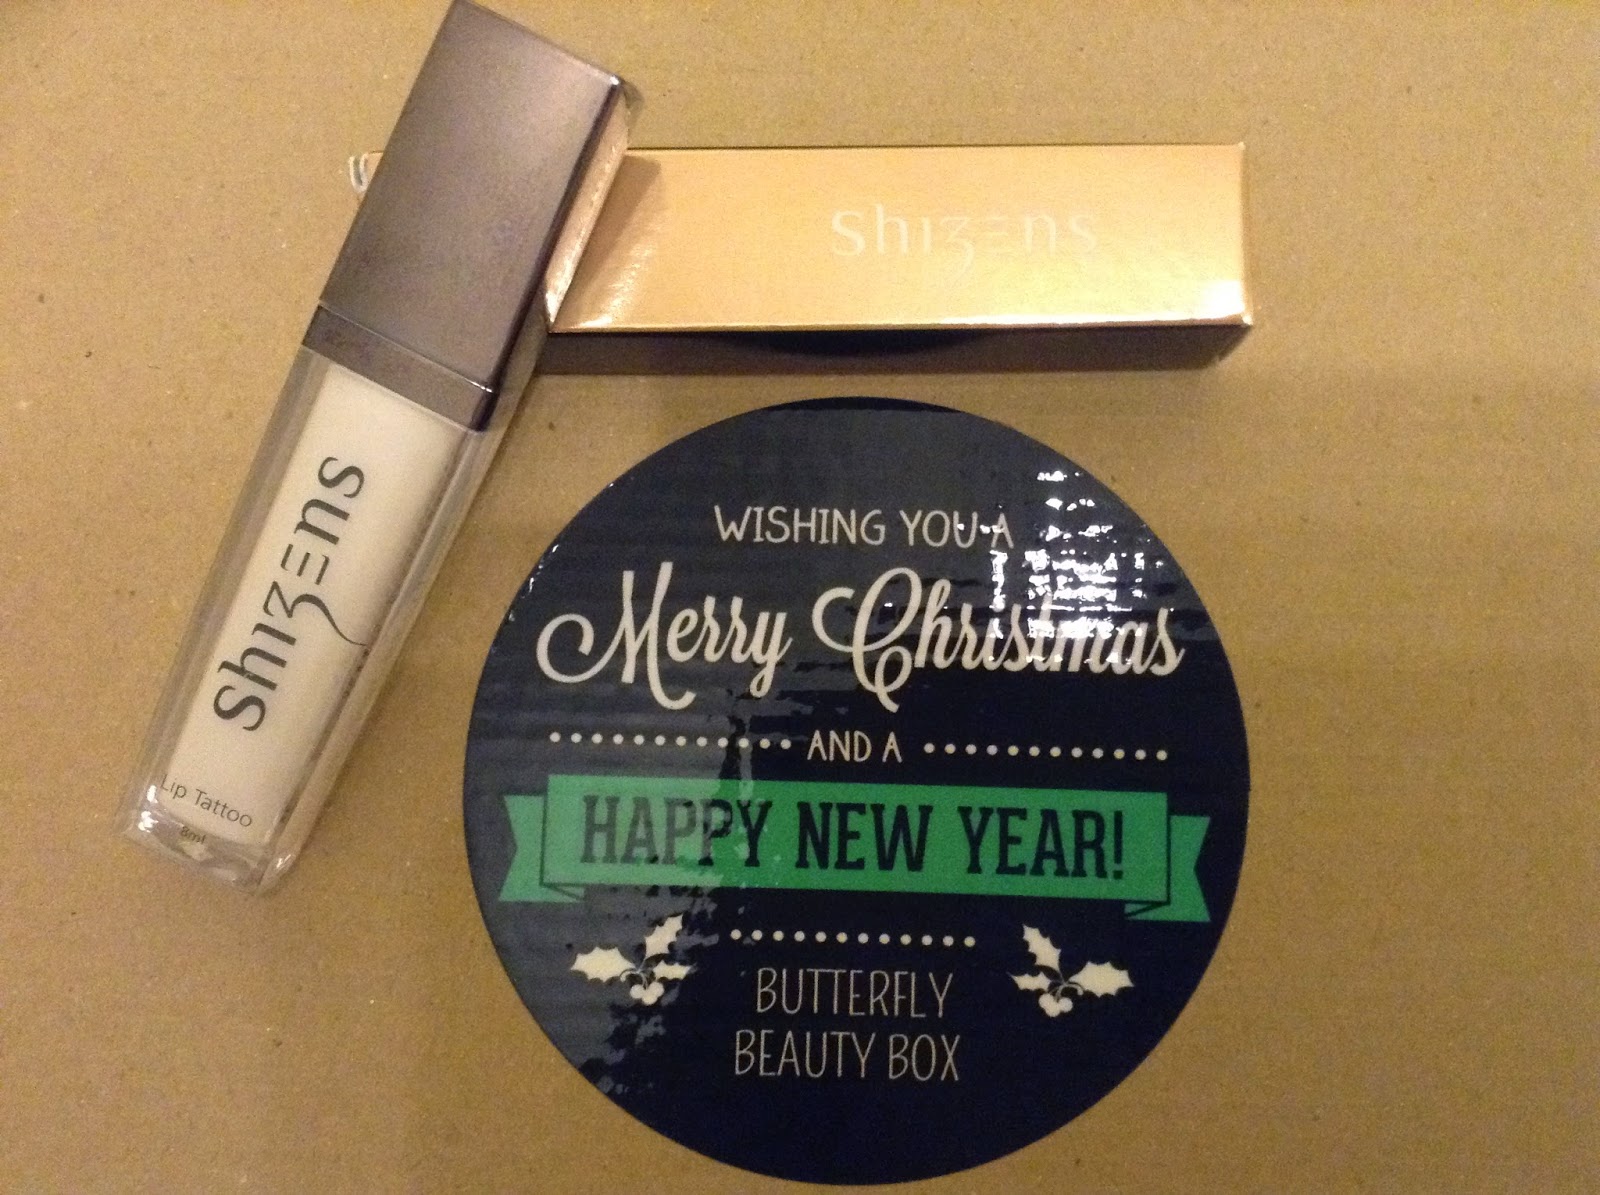 shizens
Lip Tattoo
8ml
shizens
WISHING YOU A
Merry Christmas
AND A
HAPPY NEW YEAR!
BUTTERFLY
BEAUTY BOX